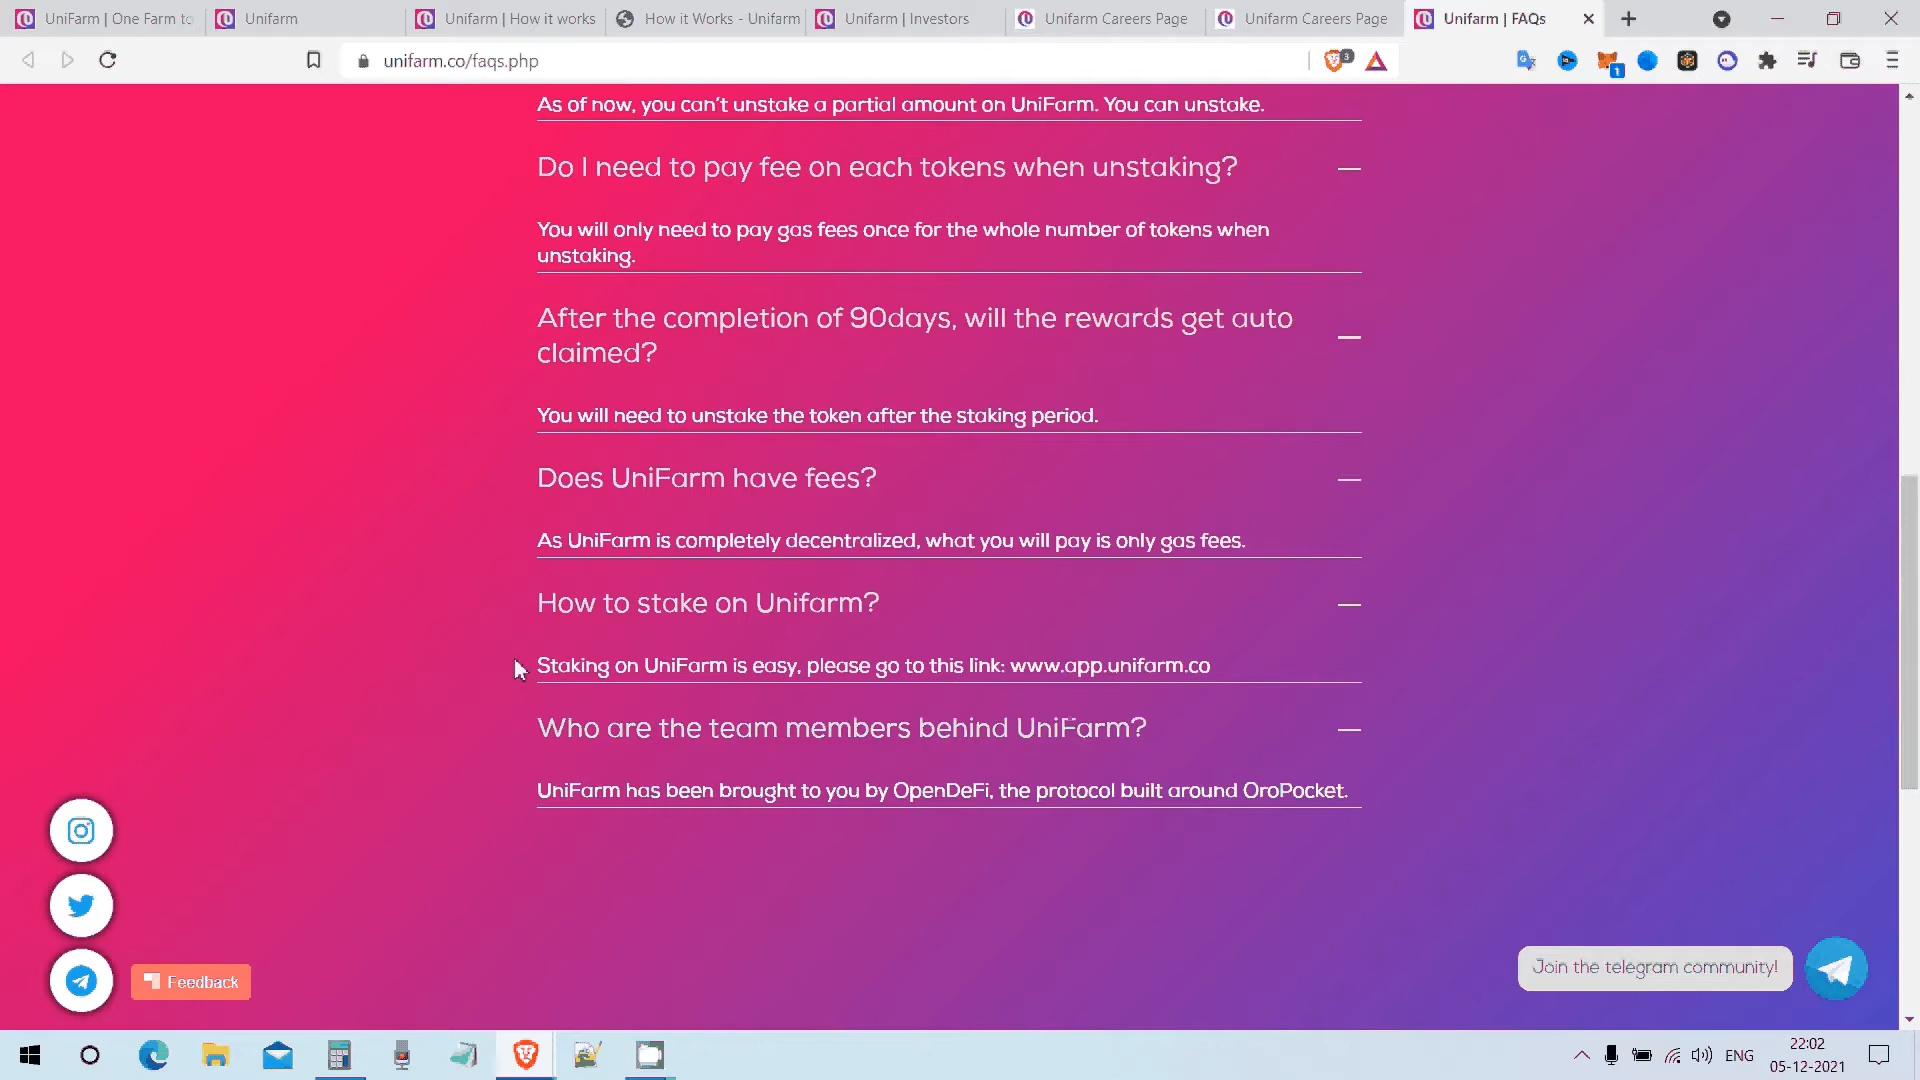 UniFarm | One Farm to
Unifarm
Unifarm | How it works
How it Works - Unifarm
Unifarm | Investors
Unifarm Careers Page
Unifarm Careers Page
Unifarm | FAQs
unifarm.co/faqs.php
3
1
As of now, you can't unstake a partial amount on UniFarm. You can unstake.
Do I need to pay fee on each tokens when unstaking?
You will only need to pay gas fees once for the whole number of tokens when
unstaking.
After the completion of 90days, will the rewards get auto
claimed?
You will need to unstake the token after the staking period.
Does UniFarm have fees?
As UniFarm is completely decentralized, what you will pay is only gas fees.
How to stake on Unifarm?
Staking on UniFarm is easy, please go to this link: www.app.unifarm.co
Who are the team members behind UniFarm?
UniFarm has been brought to you by OpenDeFi, the protocol built around OroPocket.
Feedback
Join the telegram community!
ENG
22:02
05-12-2021